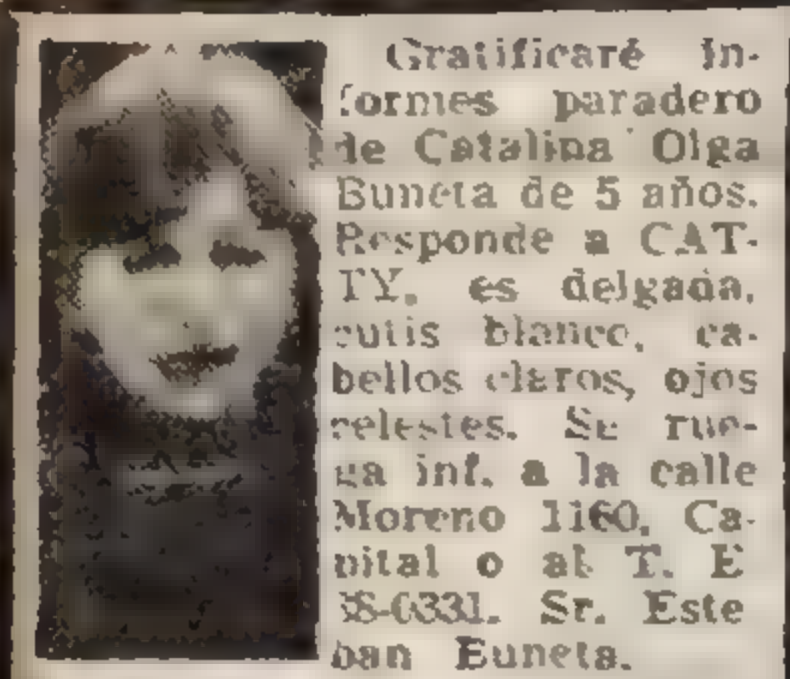 Gratificaré in-
formes paradero
de Catalina Olga
Buneta de 5 años.
Responde a CAT-
TY, es delgada,
cutis blanco, ca-
bellos claros, ojos
celestes. Se rue-
ga inf. a la calle
Moreno 1160, Ca-
pital o al T. E
38-0331. Sr. Este
ban Buneta.